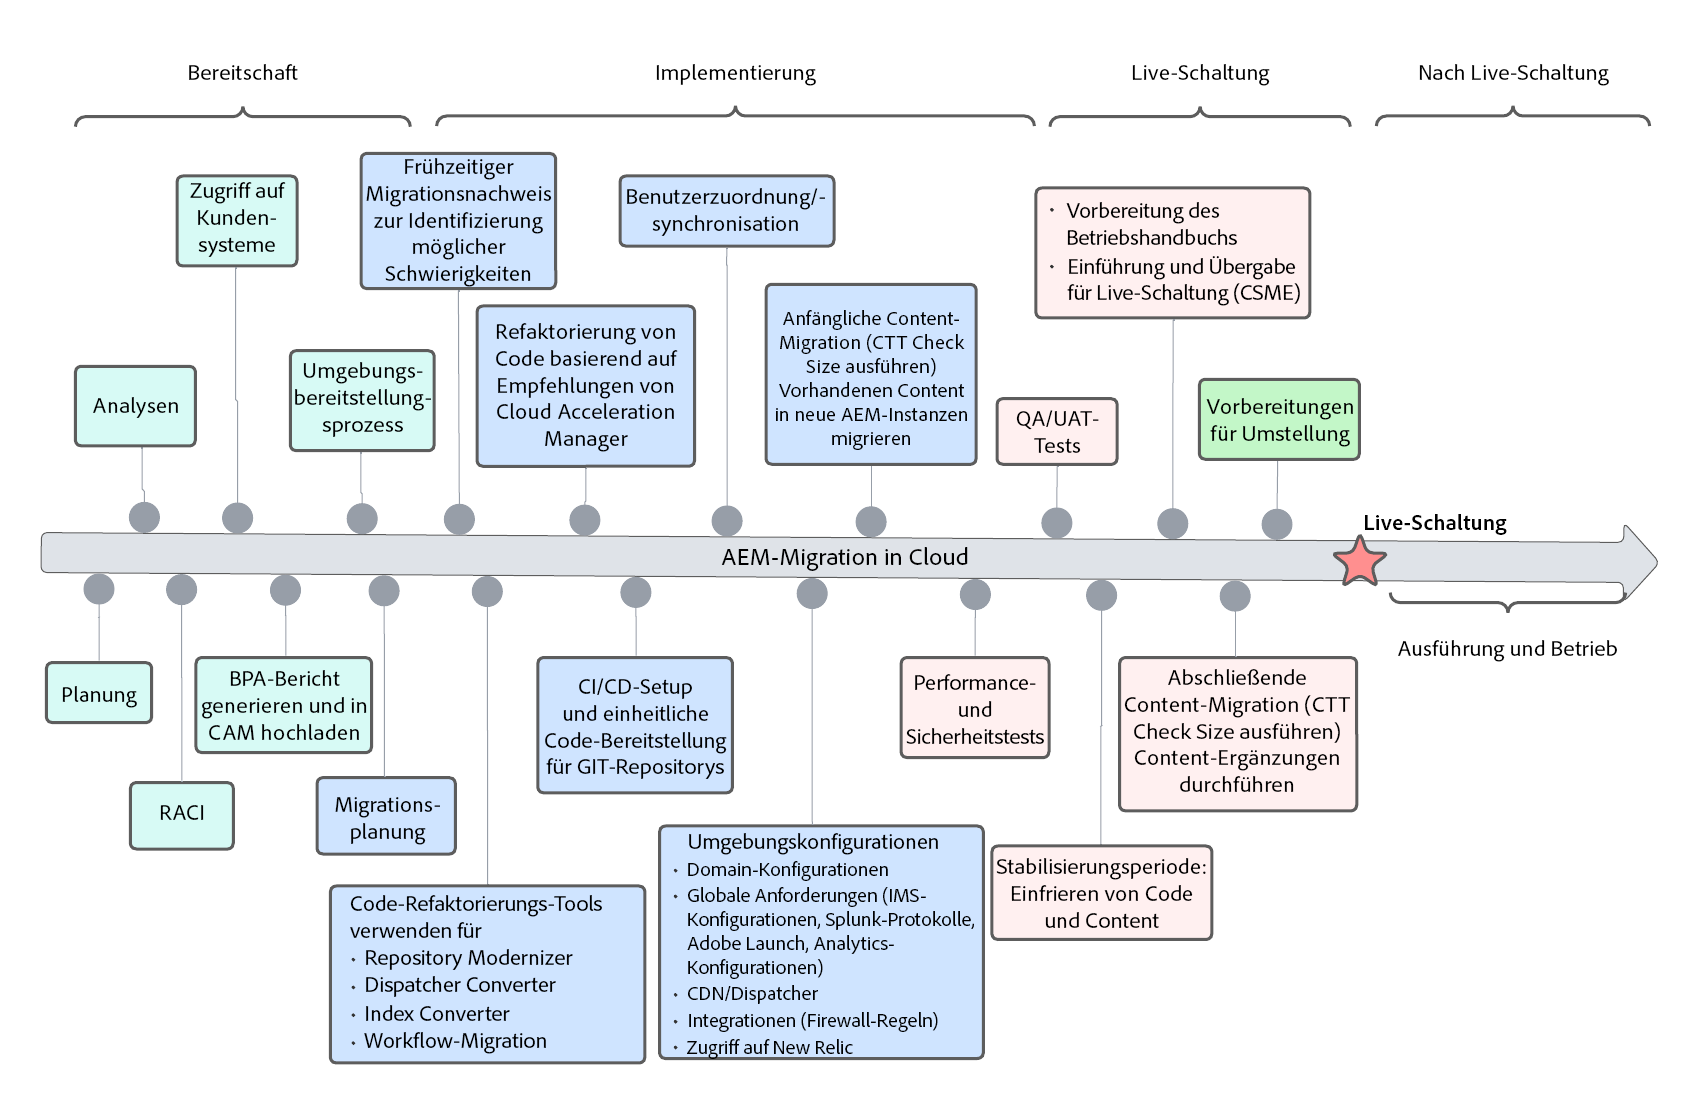 Bereitschaft
Implementierung
Live-Schaltung
Nach Live-Schaltung
Zugriff auf
Kunden-
systeme
Frühzeitiger
Migrationsnachweis
zur Identifizierung
möglicher
Schwierigkeiten
Benutzerzuordnung/-
synchronisation
· Vorbereitung des
Betriebshandbuchs
· Einführung und Übergabe
für Live-Schaltung (CSME)
Analysen
Umgebungs-
bereitstellung-
sprozess
Refaktorierung von
Code basierend auf
Empfehlungen von
Cloud Acceleration
Manager
Anfängliche Content-
Migration (CTT Check
Size ausführen)
Vorhandenen Content
in neue AEM-Instanzen
migrieren
QA/UAT-
Tests
Vorbereitungen
für Umstellung
Live-Schaltung
AEM-Migration in Cloud
Ausführung und Betrieb
Planung
BPA-Bericht
generieren und in
CAM hochladen
CI/CD-Setup
und einheitliche
Code-Bereitstellung
für GIT-Repositorys
Performance-
und
Sicherheitstests
Abschließende
Content-Migration (CTT
Check Size ausführen)
Content-Ergänzungen
durchführen
RACI
Migrations-
planung
Code-Refaktorierungs-Tools
verwenden für
· Repository Modernizer
· Dispatcher Converter
· Index Converter
· Workflow-Migration
Umgebungskonfigurationen
· Domain-Konfigurationen
· Globale Anforderungen (IMS-
Konfigurationen, Splunk-Protokolle,
Adobe Launch, Analytics-
Konfigurationen)
· CDN/Dispatcher
· Integrationen (Firewall-Regeln)
· Zugriff auf New Relic
Stabilisierungsperiode:
Einfrieren von Code
und Content